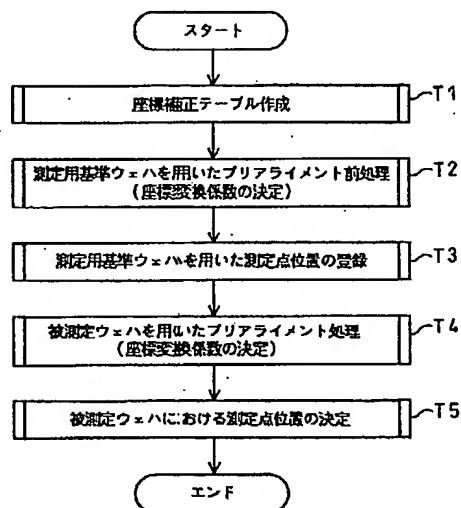 スタート
座標補正テーブル作成
T1
測定用基準ウェハを用いたプリアライメント前処理
(座標変換係数の決定)
T2
測定用基準ウェハを用いた測定点位置の登録
T3
被測定ウェハを用いたプリアライメント処理
(座標変換係数の決定)
T4
被測定ウェハにおける測定点位置の決定
T5
エンド